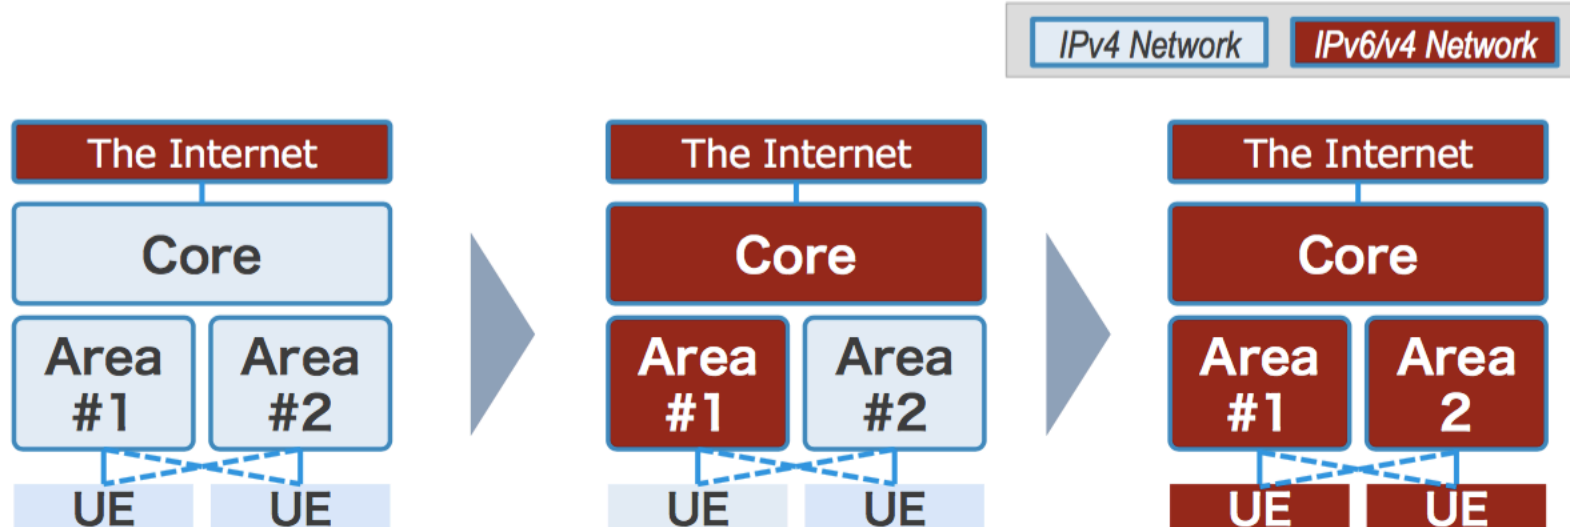 IPv4 Network
IPv6/v4 Network
The Internet
Core
Area
#1
Area
#2
UE
UE
The Internet
Core
Area
#1
Area
#2
UE
UE
The Internet
Core
Area
#1
Area
2
UE
UE